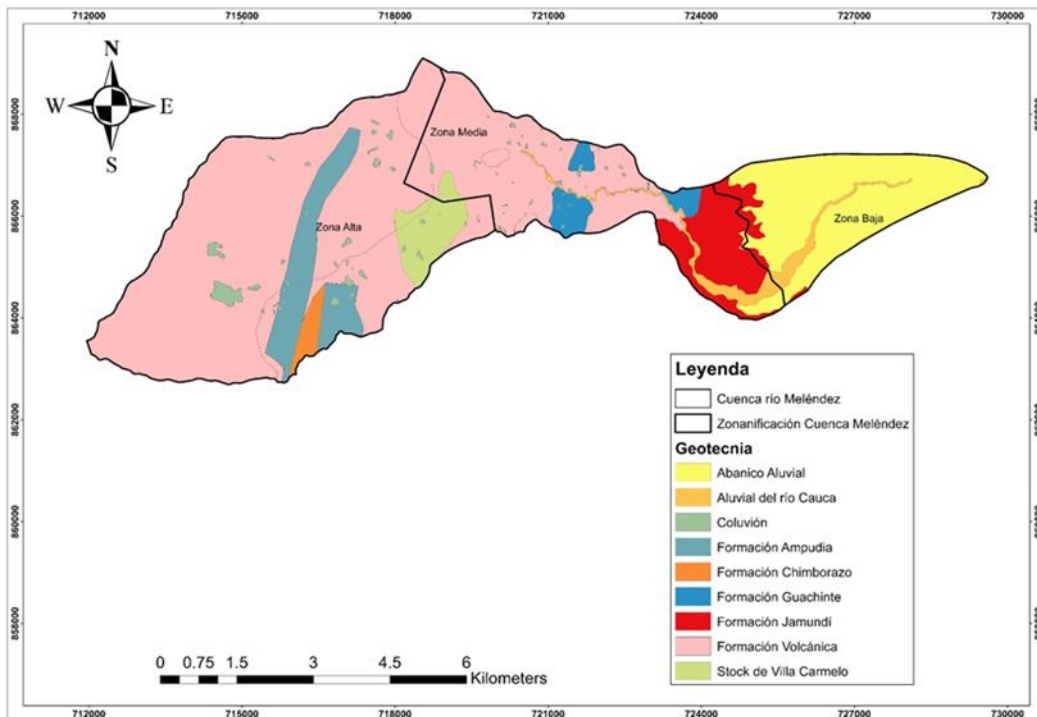 712000 715000 718000 721000 724000 727000 730000
N
W E
S
868000
866000
864000
862000
860000
858000
Zona Media
Zona Alta
Zona Baja
Leyenda
Cuenca río Meléndez
Zonanificación Cuenca Meléndez
Geotecnia
Abanico Aluvial
Aluvial del río Cauca
Coluvión
Formación Ampudia
Formación Chimborazo
Formación Guachinte
Formación Jamundí
Formación Volcánica
Stock de Villa Carmelo
0 0.75 1.5 3 4.5 6
Kilometers
712000 715000 718000 721000 724000 727000 730000